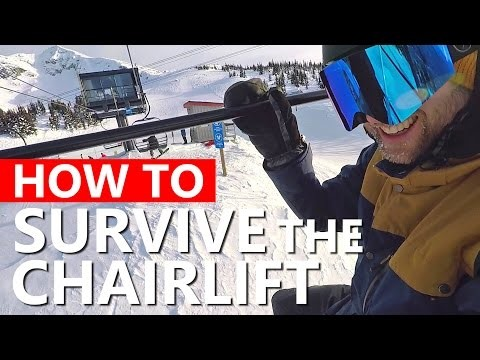 HOW TO
SURVIVE THE
CHAIRLIFT